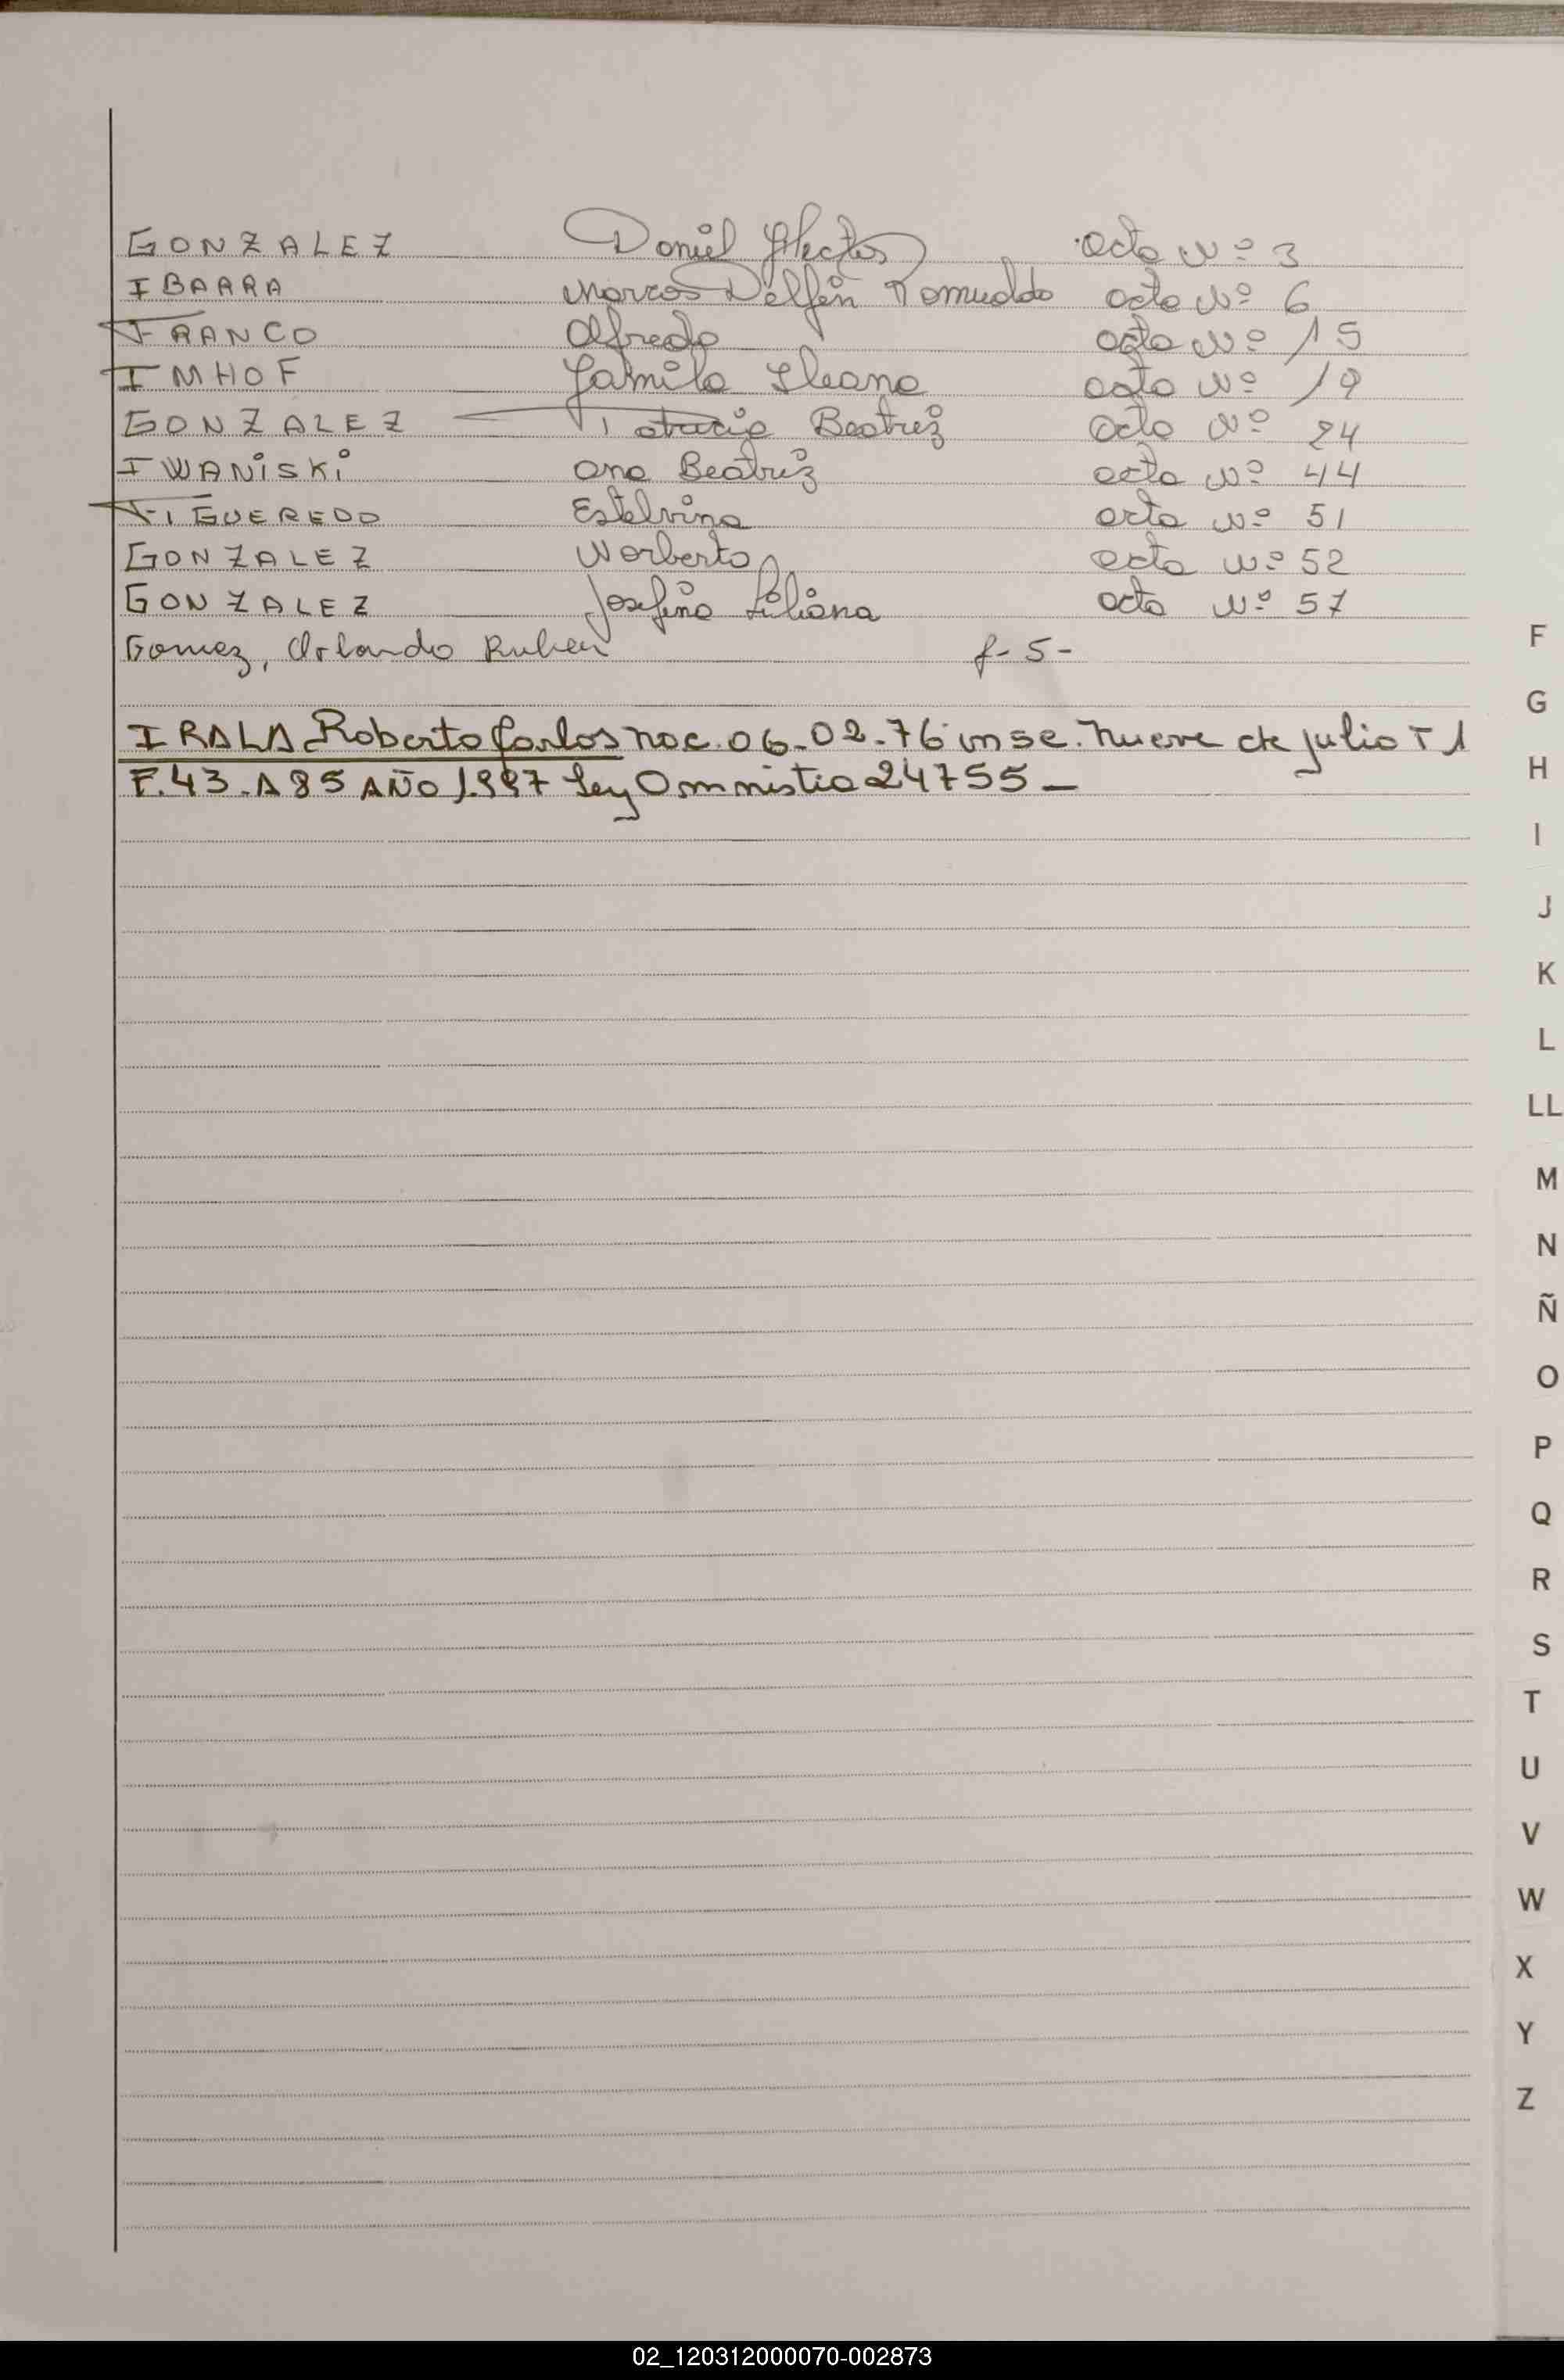 GONZALEZ Daniel Hector acta Nº 3
IBARRA Marcos Delfin Romualdo acta Nº 6
FRANCO Alfredo acta Nº 15
IMHOF Yamila Ileana acta Nº 19
GONZALEZ Patricia Beatriz acta Nº 24
IWANiSKi Ana Beatriz acta Nº 44
FIGUEREDO Estelvina acta Nº 51
GONZALEZ Norberto acta Nº 52
GONZALEZ Josefina Liliana acta Nº 57
Gomez, Orlando Ruben f- 5-
IRALA Roberto Carlos nac. 06-02-76 insc. Nueve de julio T 1
F.43-A 85 AÑO 1.997 Ley Amnistia 24755 -
F
G
H
I
J
K
L
LL
M
N
Ñ
O
P
Q
R
S
T
U
V
W
X
Y
Z
02_120312000070-002873